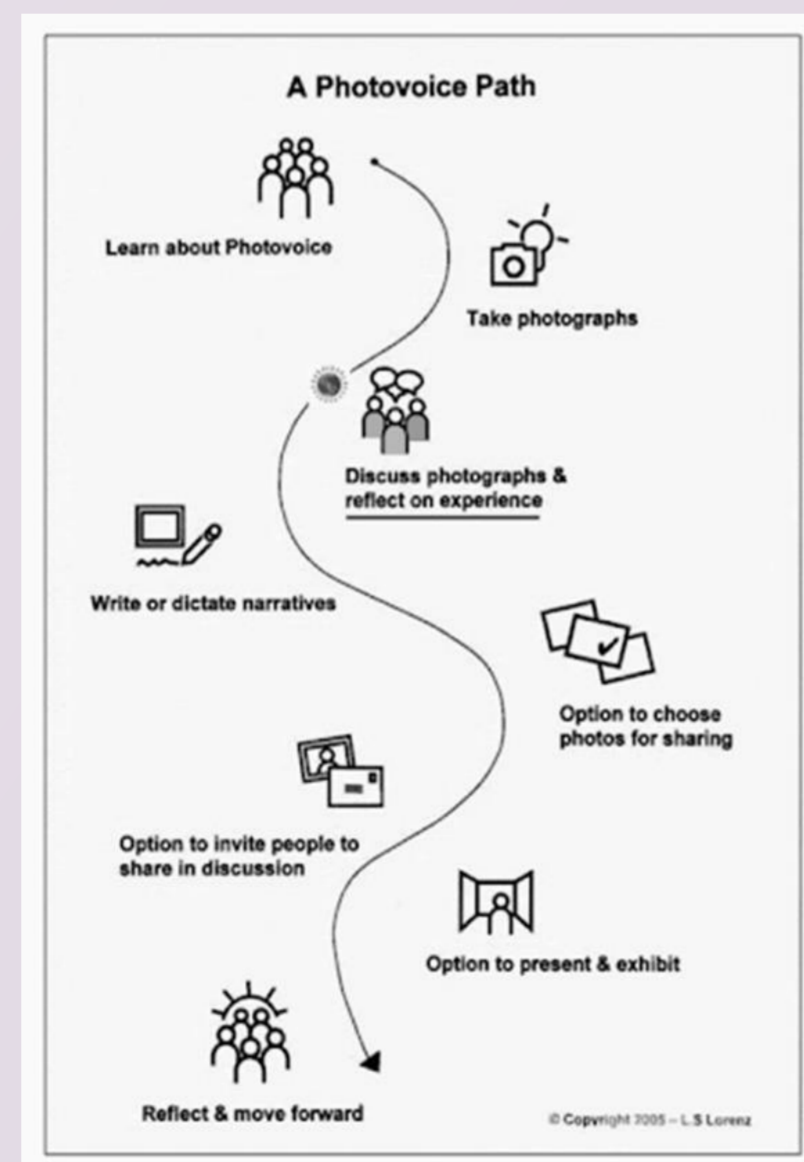 A Photovoice Path
Learn about Photovoice
Take photographs
Discuss photographs &
reflect on experience
Write or dictate narratives
Option to choose
photos for sharing
Option to invite people to
share in discussion
Option to present & exhibit
Reflect & move forward
© Copyright 2005 – L.S Lorenz